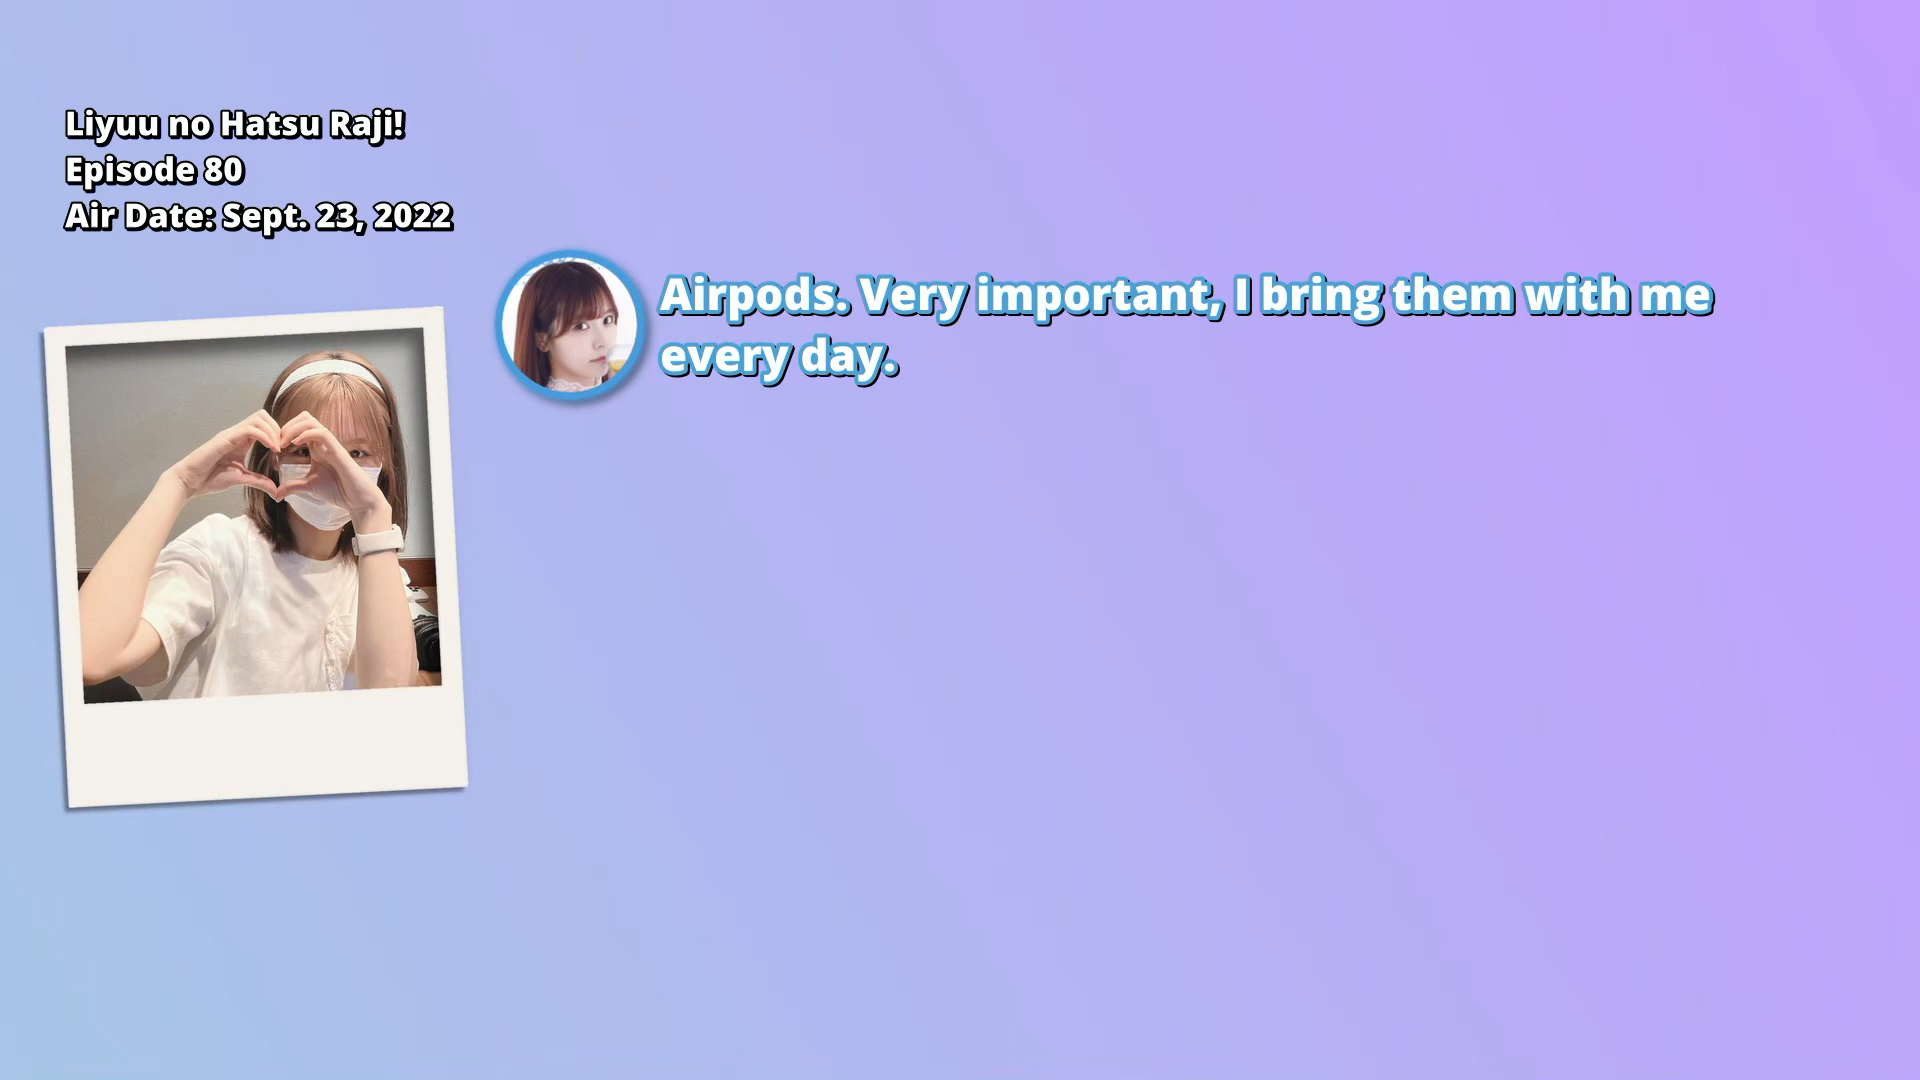 Liyuu no Hatsu Raji!
Episode 80
Air Date: Sept. 23, 2022
Airpods. Very important, I bring them with me
every day.